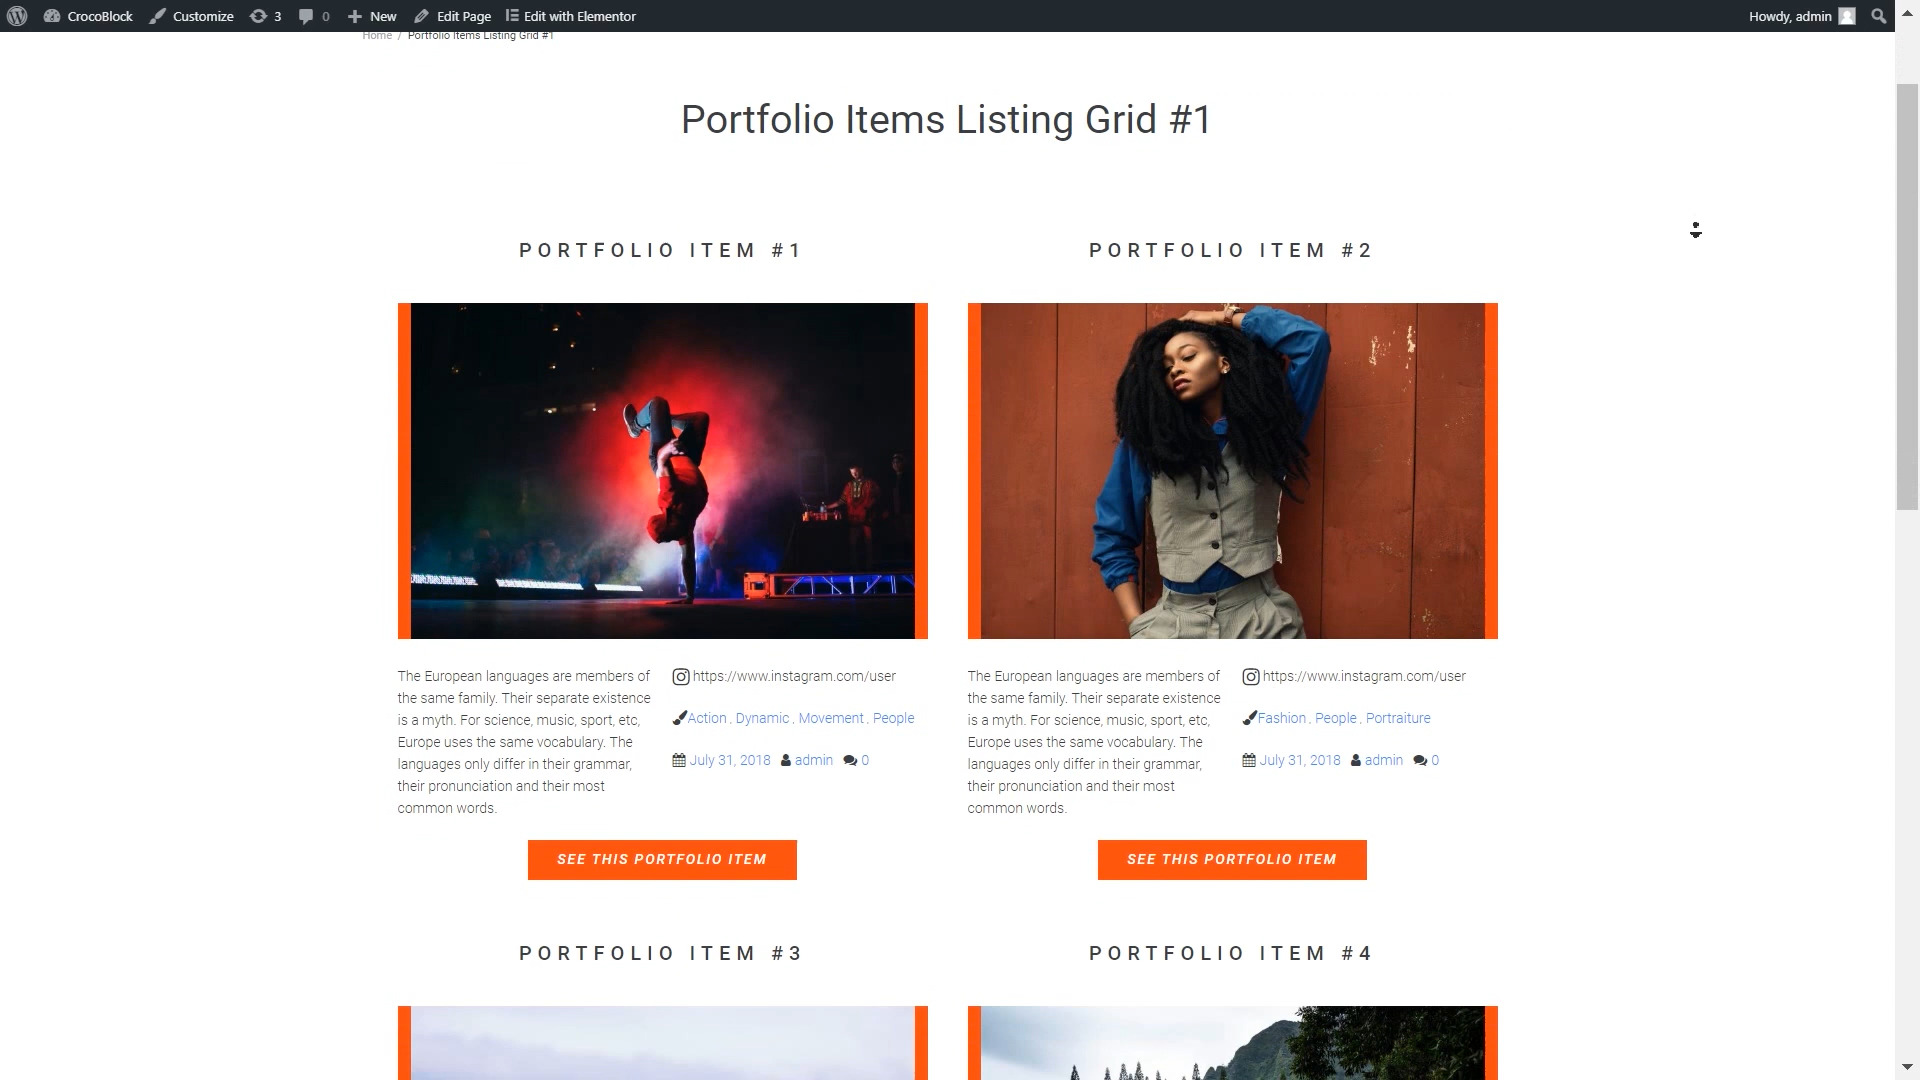 CrocoBlock Customize 3 0 New Edit Page Edit with Elementor Howdy, admin
Home / Portfolio Items Listing Grid #1
Portfolio Items Listing Grid #1
PORTFOLIO ITEM #1
The European languages are members of
the same family. Their separate existence
is a myth. For science, music, sport, etc,
Europe uses the same vocabulary. The
languages only differ in their grammar,
their pronunciation and their most
common words.
https://www.instagram.com/user
Action , Dynamic , Movement , People
July 31, 2018 admin 0
SEE THIS PORTFOLIO ITEM
PORTFOLIO ITEM #2
The European languages are members of
the same family. Their separate existence
is a myth. For science, music, sport, etc,
Europe uses the same vocabulary. The
languages only differ in their grammar,
their pronunciation and their most
common words.
https://www.instagram.com/user
Fashion , People , Portraiture
July 31, 2018 admin 0
SEE THIS PORTFOLIO ITEM
PORTFOLIO ITEM #3
PORTFOLIO ITEM #4